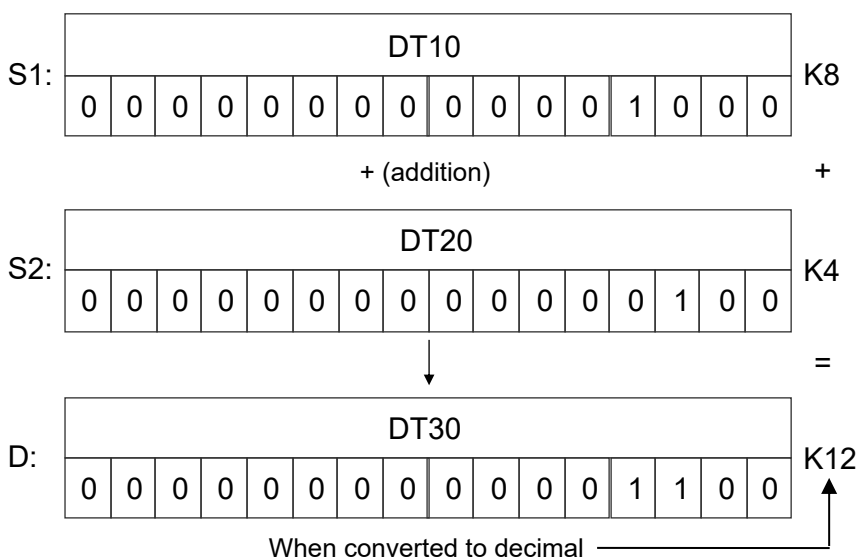 DT10
S1: K8
0 0 0 0 0 0 0 0 0 0 0 0 1 0 0 0
+ (addition) +
DT20
S2: K4
0 0 0 0 0 0 0 0 0 0 0 0 0 1 0 0
=
DT30
D: K12
0 0 0 0 0 0 0 0 0 0 0 0 1 1 0 0
When converted to decimal